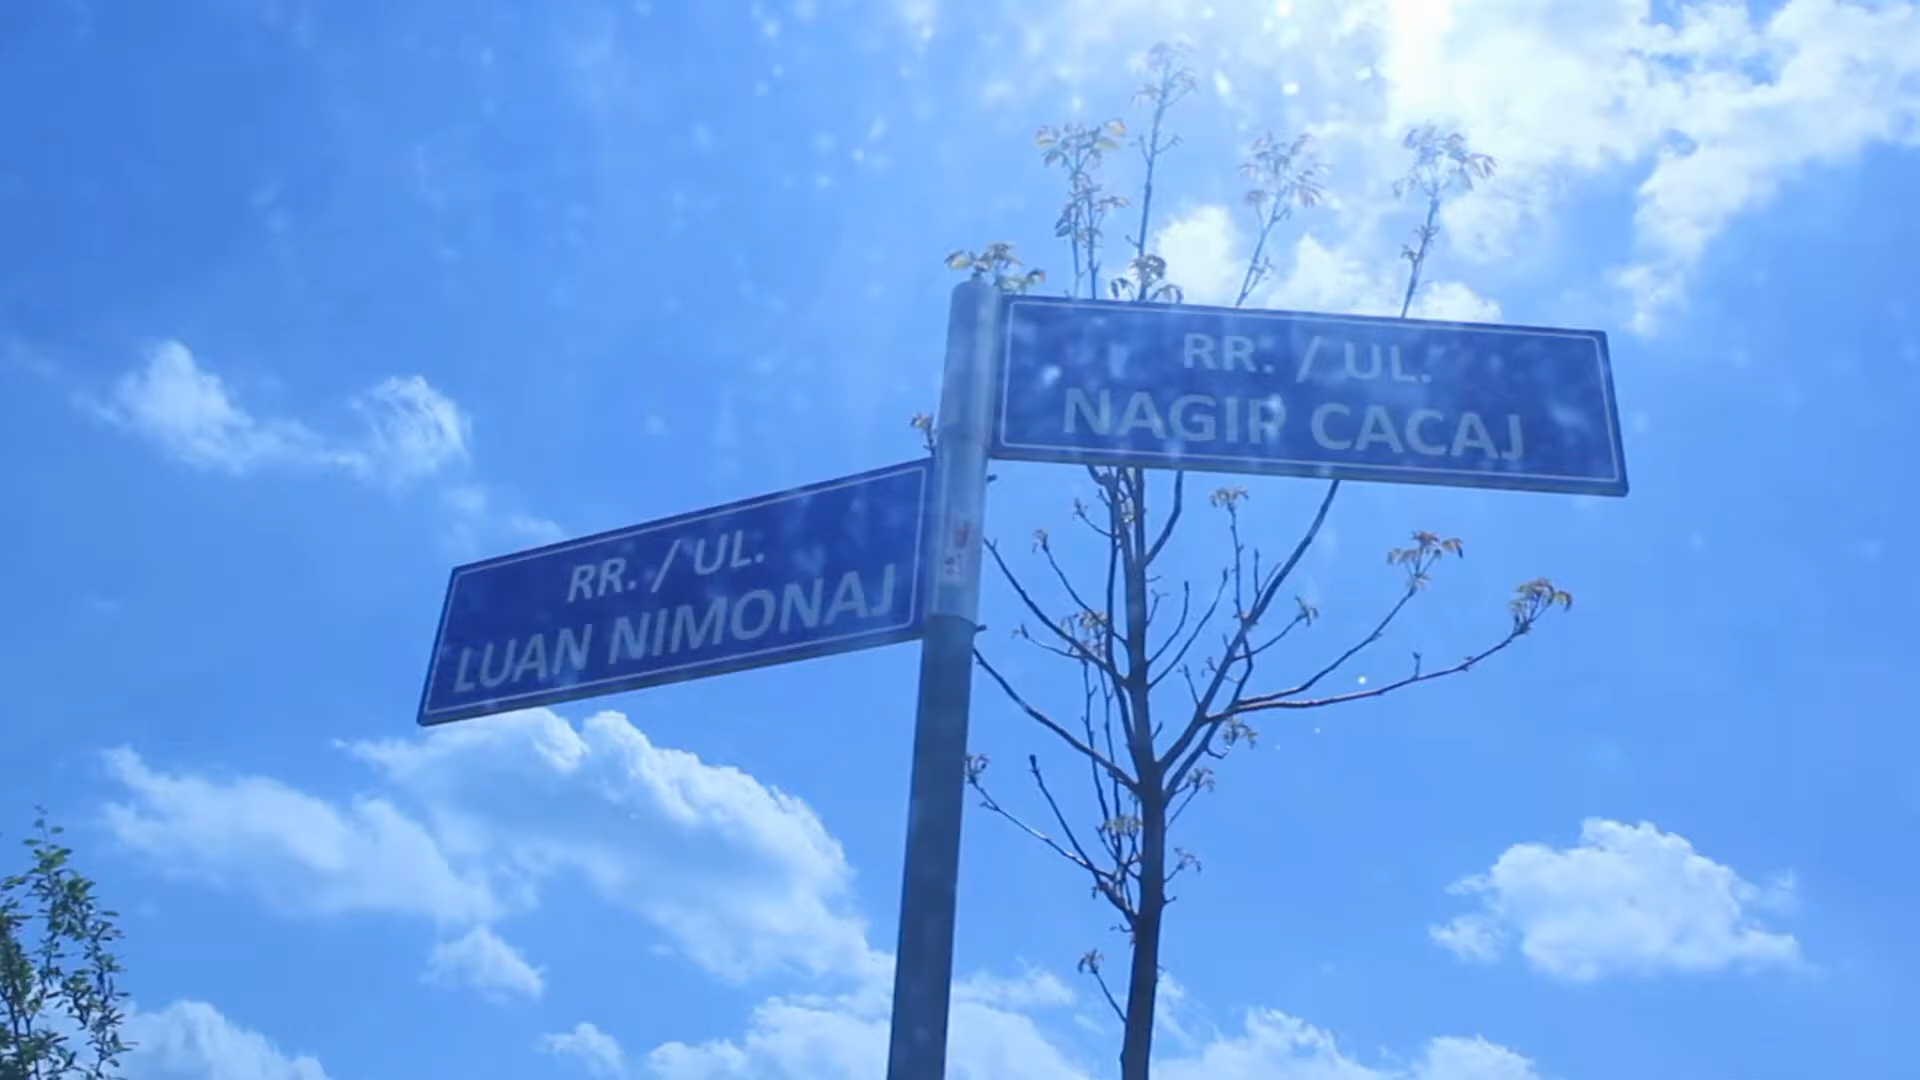 RR. / UL.
LUAN NIMONAJ
RR. / UL.
NAGIP CACAJ